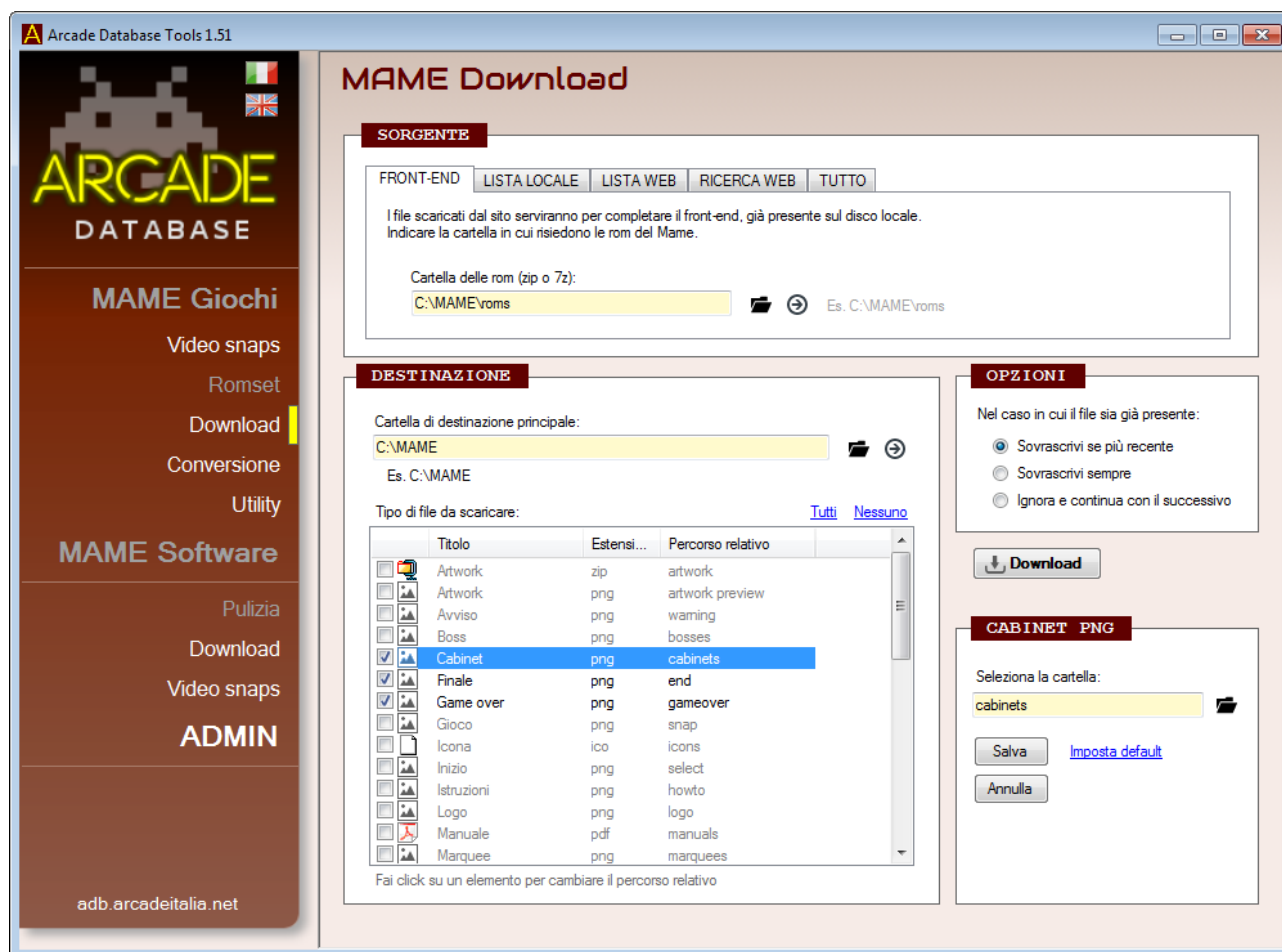 Arcade Database Tools 1.51
ARCADE
DATABASE
MAME Giochi
Video snaps
Romset
Download
Conversione
Utility
MAME Software
Pulizia
Download
Video snaps
ADMIN
adb.arcadeitalia.net
MAME Download
SORGENTE
FRONT-END LISTA LOCALE LISTA WEB RICERCA WEB TUTTO
I file scaricati dal sito serviranno per completare il front-end, già presente sul disco locale.
Indicare la cartella in cui risiedono le rom del Mame.
Cartella delle rom (zip o 7z):
C:\MAME\roms Es. C:\MAME\roms
DESTINAZIONE
Cartella di destinazione principale:
C:\MAME
Es. C:\MAME
Tipo di file da scaricare: Tutti Nessuno
Titolo Estensi... Percorso relativo
Artwork zip artwork
Artwork png artwork preview
Avviso png warning
Boss png bosses
Cabinet png cabinets
Finale png end
Game over png gameover
Gioco png snap
Icona ico icons
Inizio png select
Istruzioni png howto
Logo png logo
Manuale pdf manuals
Marquee png marquees
Fai click su un elemento per cambiare il percorso relativo
OPZIONI
Nel caso in cui il file sia già presente:
Sovrascrivi se più recente
Sovrascrivi sempre
Ignora e continua con il successivo
Download
CABINET PNG
Seleziona la cartella:
cabinets
Salva Imposta default
Annulla